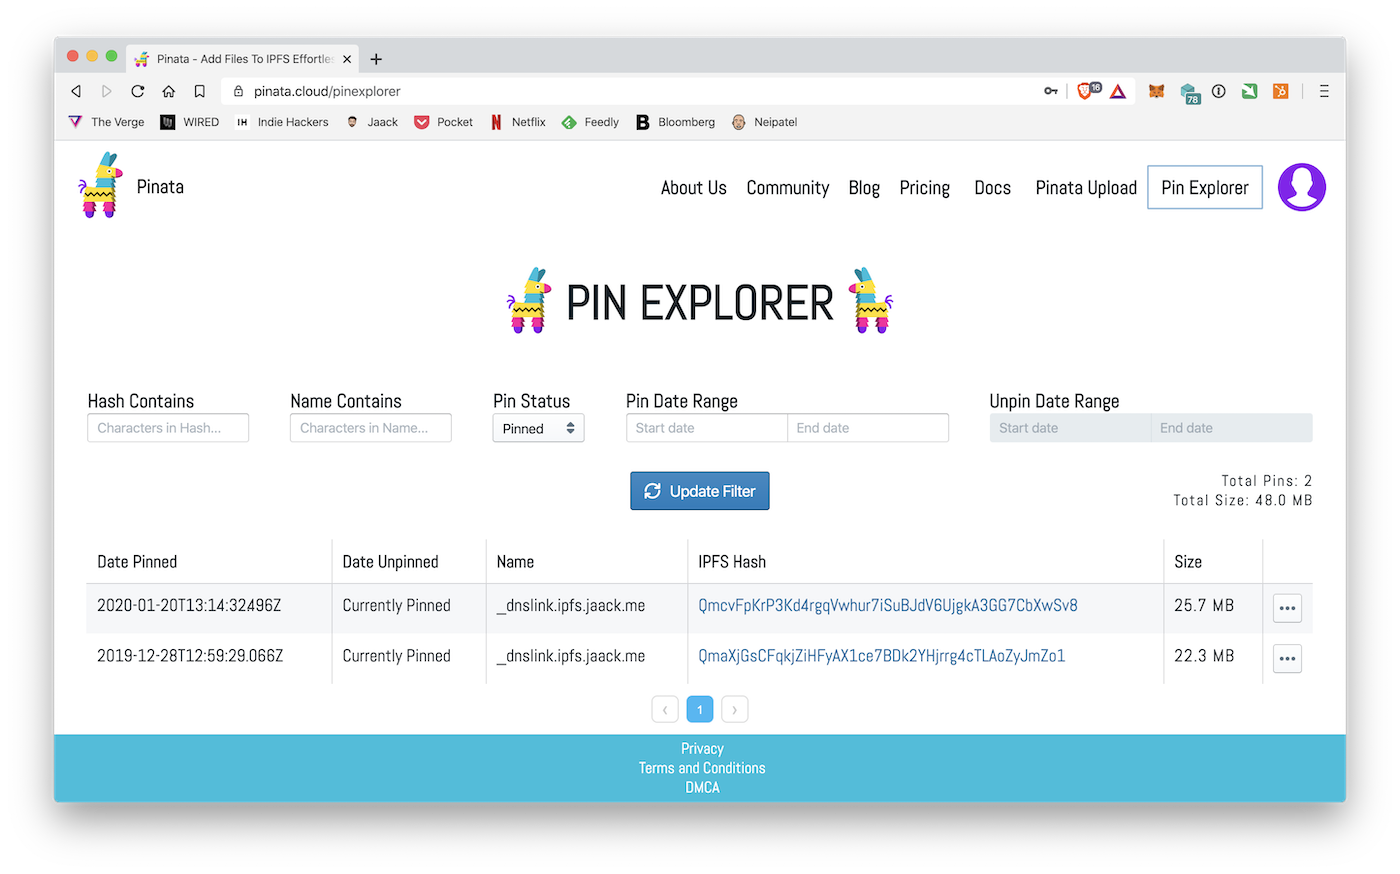 Pinata - Add Files To IPFS Effortles
pinata.cloud/pinexplorer
16
78
The Verge WIRED IH Indie Hackers Jaack Pocket Netflix Feedly B Bloomberg Neipatel
Pinata
About Us Community Blog Pricing Docs Pinata Upload Pin Explorer
PIN EXPLORER
Hash Contains Name Contains Pin Status Pin Date Range Unpin Date Range
Characters in Hash... Characters in Name... Pinned Start date End date Start date End date
Update Filter
Total Pins: 2
Total Size: 48.0 MB
Date Pinned Date Unpinned Name IPFS Hash Size
2020-01-20T13:14:32.496Z Currently Pinned _dnslink.ipfs.jaack.me QmcvFpKrP3Kd4rgqVwhur7iSuBJdV6UjgkA3GG7CbXwSv8 25.7 MB
2019-12-28T12:59:29.066Z Currently Pinned _dnslink.ipfs.jaack.me QmaXjGsCFqkjZiHFyAX1ce7BDk2YHjrrg4cTLAoZyJmZo1 22.3 MB
1
Privacy
Terms and Conditions
DMCA